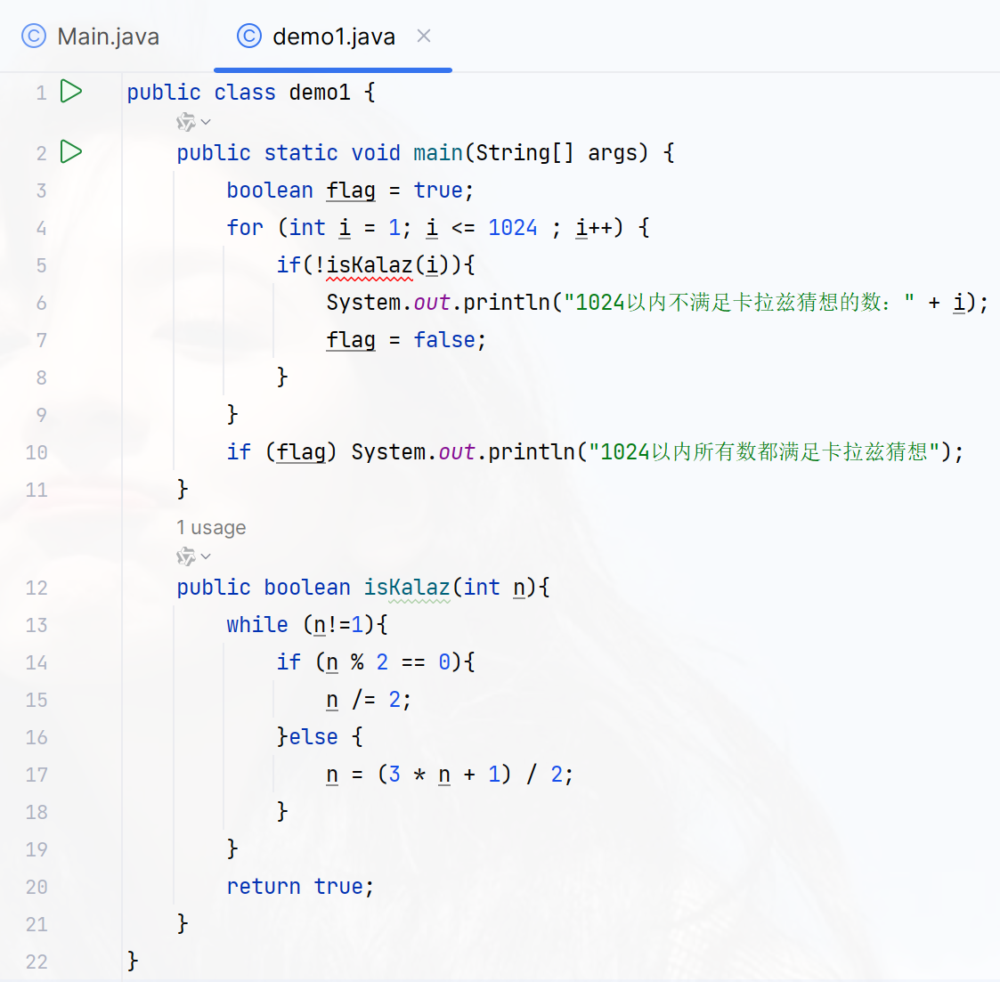 Main.java demo1.java
1 public class demo1 {
2 public static void main(String[] args) {
3 boolean flag = true;
4 for (int i = 1; i <= 1024 ; i++) {
5 if(!isKalaz(i)){
6 System.out.println("1024以内不满足卡拉兹猜想的数：" + i);
7 flag = false;
8 }
9 }
10 if (flag) System.out.println("1024以内所有数都满足卡拉兹猜想");
11 }
1 usage
12 public boolean isKalaz(int n){
13 while (n!=1){
14 if (n % 2 == 0){
15 n /= 2;
16 }else {
17 n = (3 * n + 1) / 2;
18 }
19 }
20 return true;
21 }
22 }